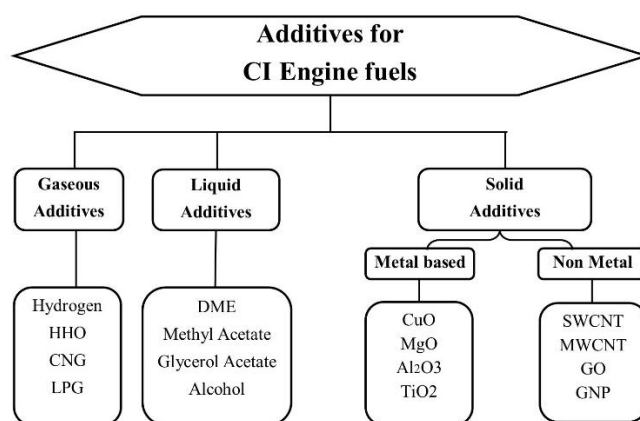 Additives for
CI Engine fuels
Gaseous
Additives
Liquid
Additives
Solid
Additives
Metal based
Non Metal
Hydrogen
HHO
CNG
LPG
DME
Methyl Acetate
Glycerol Acetate
Alcohol
CuO
MgO
Al2O3
TiO2
SWCNT
MWCNT
GO
GNP